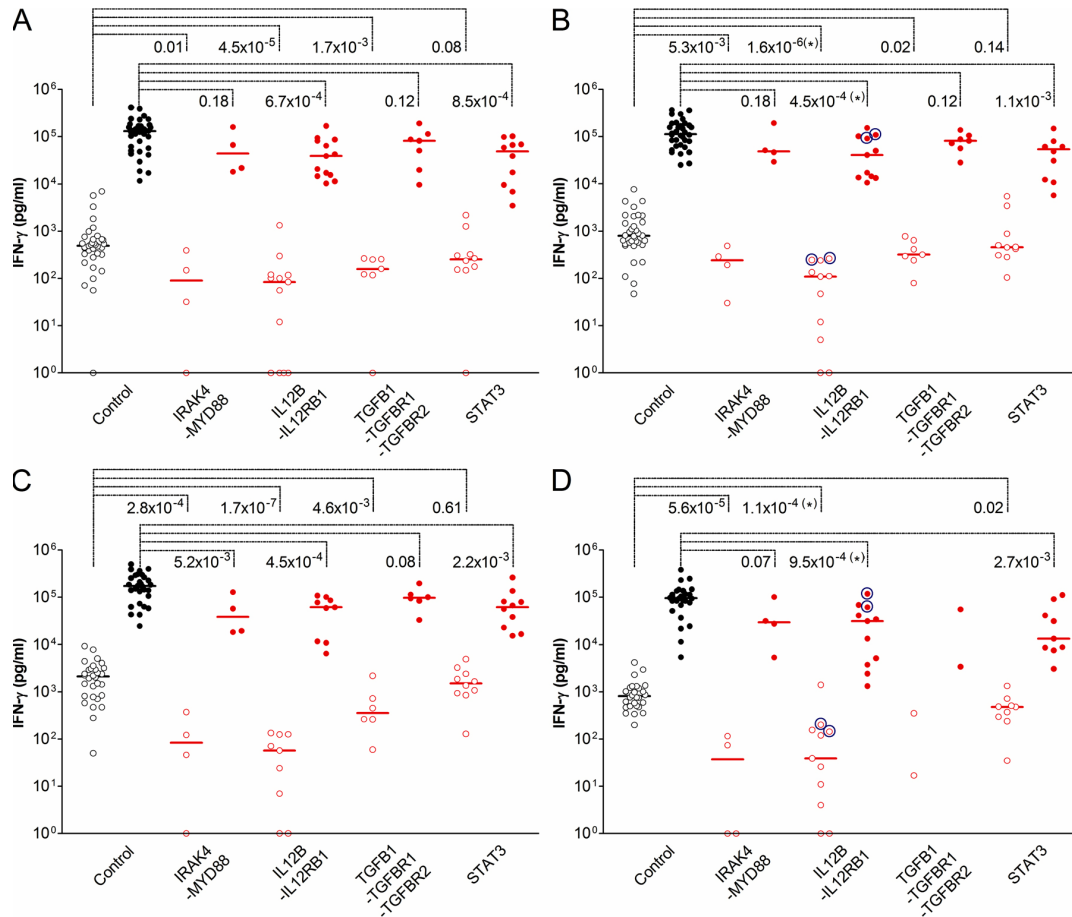 A
0.01
4.5x10⁻⁵
1.7x10⁻³
0.08
0.18
6.7x10⁻⁴
0.12
8.5x10⁻⁴
IFN-γ (pg/ml)
10⁶
10⁵
10⁴
10³
10²
10¹
10⁰
Control
IRAK4
-MYD88
IL12B
-IL12RB1
TGFB1
-TGFBR1
-TGFBR2
STAT3
B
5.3x10⁻³
1.6x10⁻⁶(*)
0.02
0.14
0.18
4.5x10⁻⁴(*)
0.12
1.1x10⁻³
IFN-γ (pg/ml)
10⁶
10⁵
10⁴
10³
10²
10¹
10⁰
Control
IRAK4
-MYD88
IL12B
-IL12RB1
TGFB1
-TGFBR1
-TGFBR2
STAT3
C
2.8x10⁻⁴
1.7x10⁻⁷
4.6x10⁻³
0.61
5.2x10⁻³
4.5x10⁻⁴
0.08
2.2x10⁻³
IFN-γ (pg/ml)
10⁶
10⁵
10⁴
10³
10²
10¹
10⁰
Control
IRAK4
-MYD88
IL12B
-IL12RB1
TGFB1
-TGFBR1
-TGFBR2
STAT3
D
5.6x10⁻⁵
1.1x10⁻⁴(*)
0.02
0.07
9.5x10⁻⁴(*)
2.7x10⁻³
IFN-γ (pg/ml)
10⁶
10⁵
10⁴
10³
10²
10¹
10⁰
Control
IRAK4
-MYD88
IL12B
-IL12RB1
TGFB1
-TGFBR1
-TGFBR2
STAT3